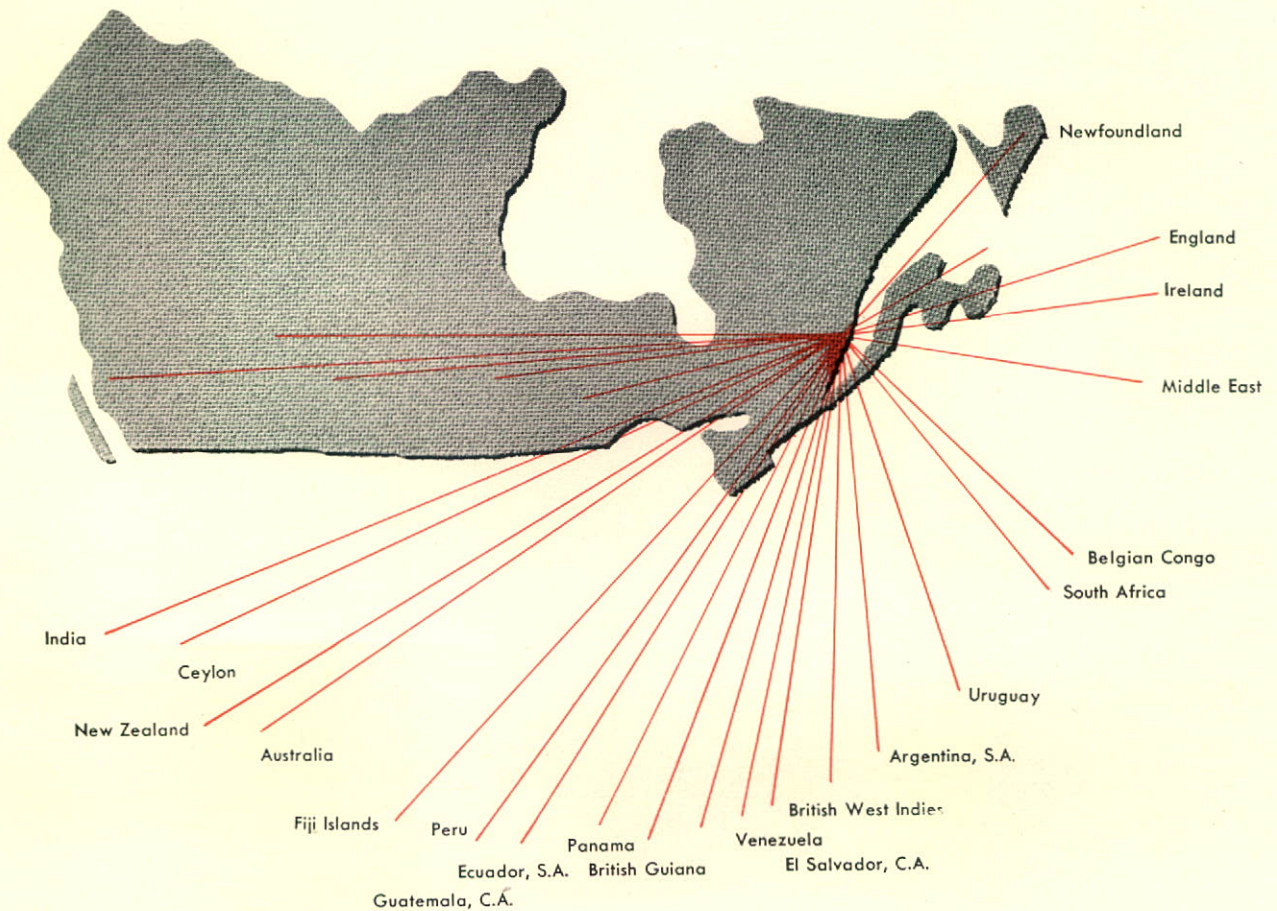 Newfoundland
England
Ireland
Middle East
Belgian Congo
South Africa
India
Ceylon
Uruguay
New Zealand
Australia
Argentina, S.A.
British West Indies
Fiji Islands
Peru
Venezuela
Panama
El Salvador, C.A.
Ecuador, S.A.
British Guiana
Guatemala, C.A.